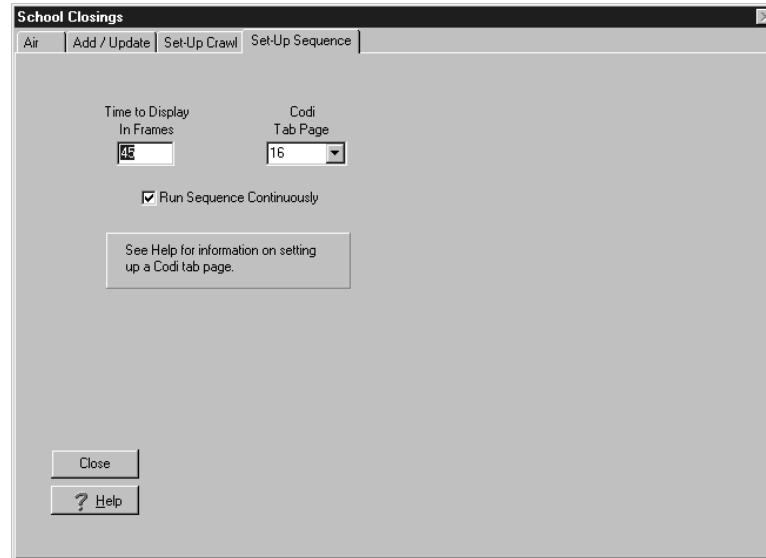 School Closings
Air Add / Update Set-Up Crawl Set-Up Sequence
Time to Display
In Frames
Codi
Tab Page
45 16
Run Sequence Continuously
See Help for information on setting
up a Codi tab page.
Close
? Help